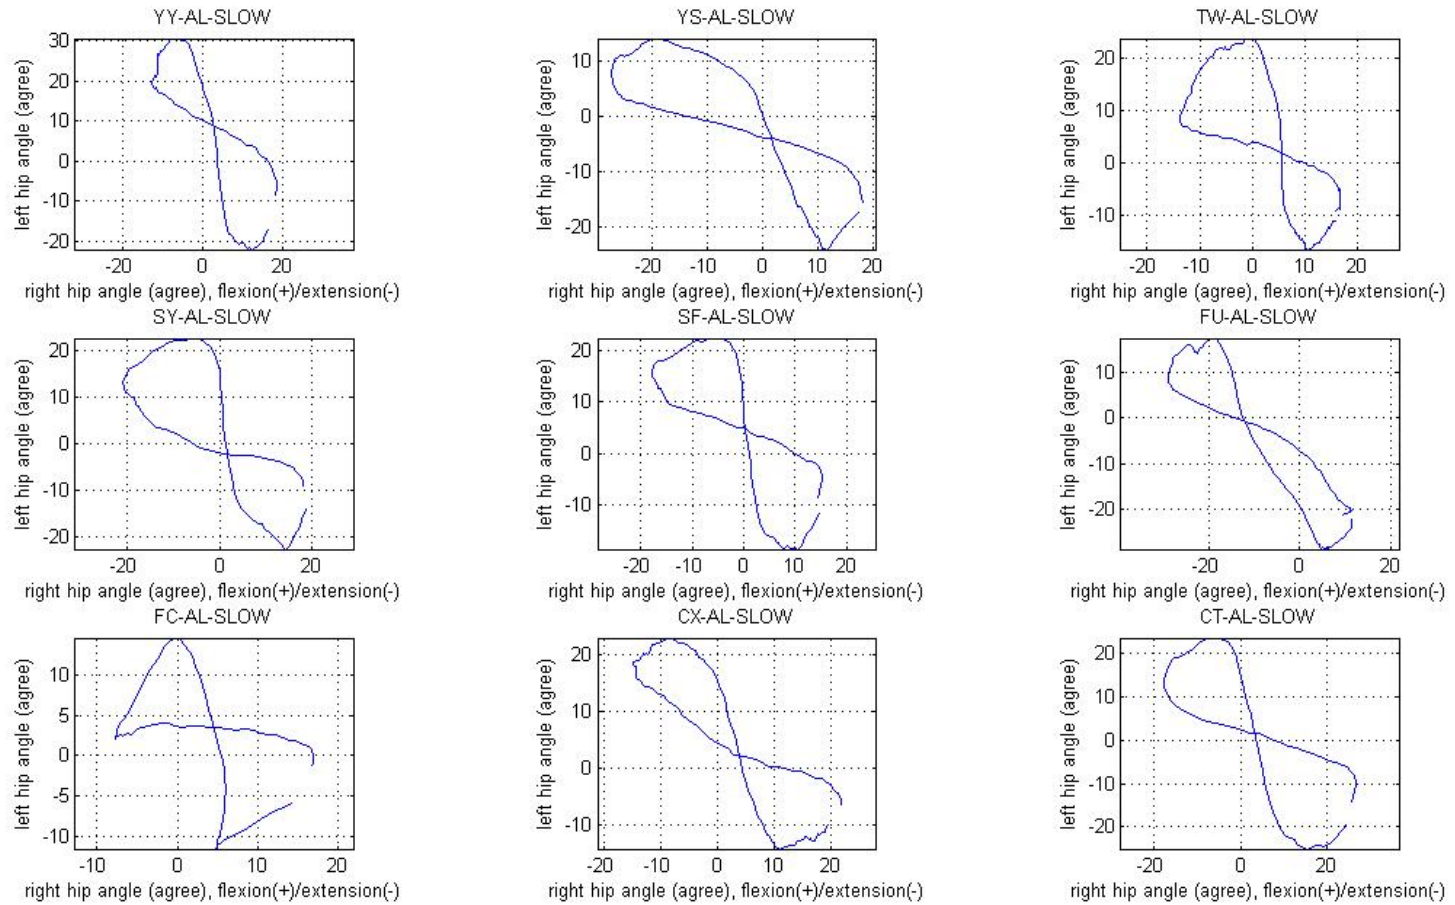 YY-AL-SLOW
30
20
10
0
-10
-20
-20 0 20
left hip angle (agree)
right hip angle (agree), flexion(+)/extension(-)
YS-AL-SLOW
10
0
-10
-20
-20 -10 0 10 20
left hip angle (agree)
right hip angle (agree), flexion(+)/extension(-)
TW-AL-SLOW
20
10
0
-10
-20 -10 0 10 20
left hip angle (agree)
right hip angle (agree), flexion(+)/extension(-)
SY-AL-SLOW
20
10
0
-10
-20
-20 0 20
left hip angle (agree)
right hip angle (agree), flexion(+)/extension(-)
SF-AL-SLOW
20
10
0
-10
-20 -10 0 10 20
left hip angle (agree)
right hip angle (agree), flexion(+)/extension(-)
FU-AL-SLOW
10
0
-10
-20
-20 0 20
left hip angle (agree)
right hip angle (agree), flexion(+)/extension(-)
FC-AL-SLOW
10
5
0
-5
-10
-10 0 10 20
left hip angle (agree)
right hip angle (agree), flexion(+)/extension(-)
CX-AL-SLOW
20
10
0
-10
-20 -10 0 10 20
left hip angle (agree)
right hip angle (agree), flexion(+)/extension(-)
CT-AL-SLOW
20
10
0
-10
-20
-20 0 20
left hip angle (agree)
right hip angle (agree), flexion(+)/extension(-)